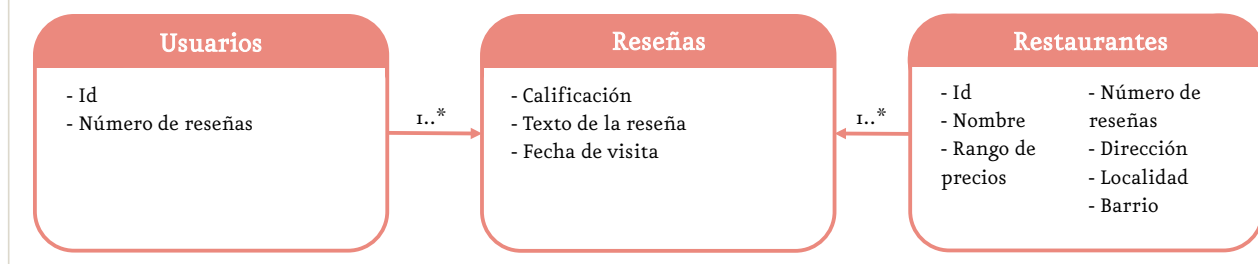 Usuarios
- Id
- Número de reseñas
1..*
Reseñas
- Calificación
- Texto de la reseña
- Fecha de visita
1..*
Restaurantes
- Id
- Nombre
- Rango de
precios
- Número de
reseñas
- Dirección
- Localidad
- Barrio